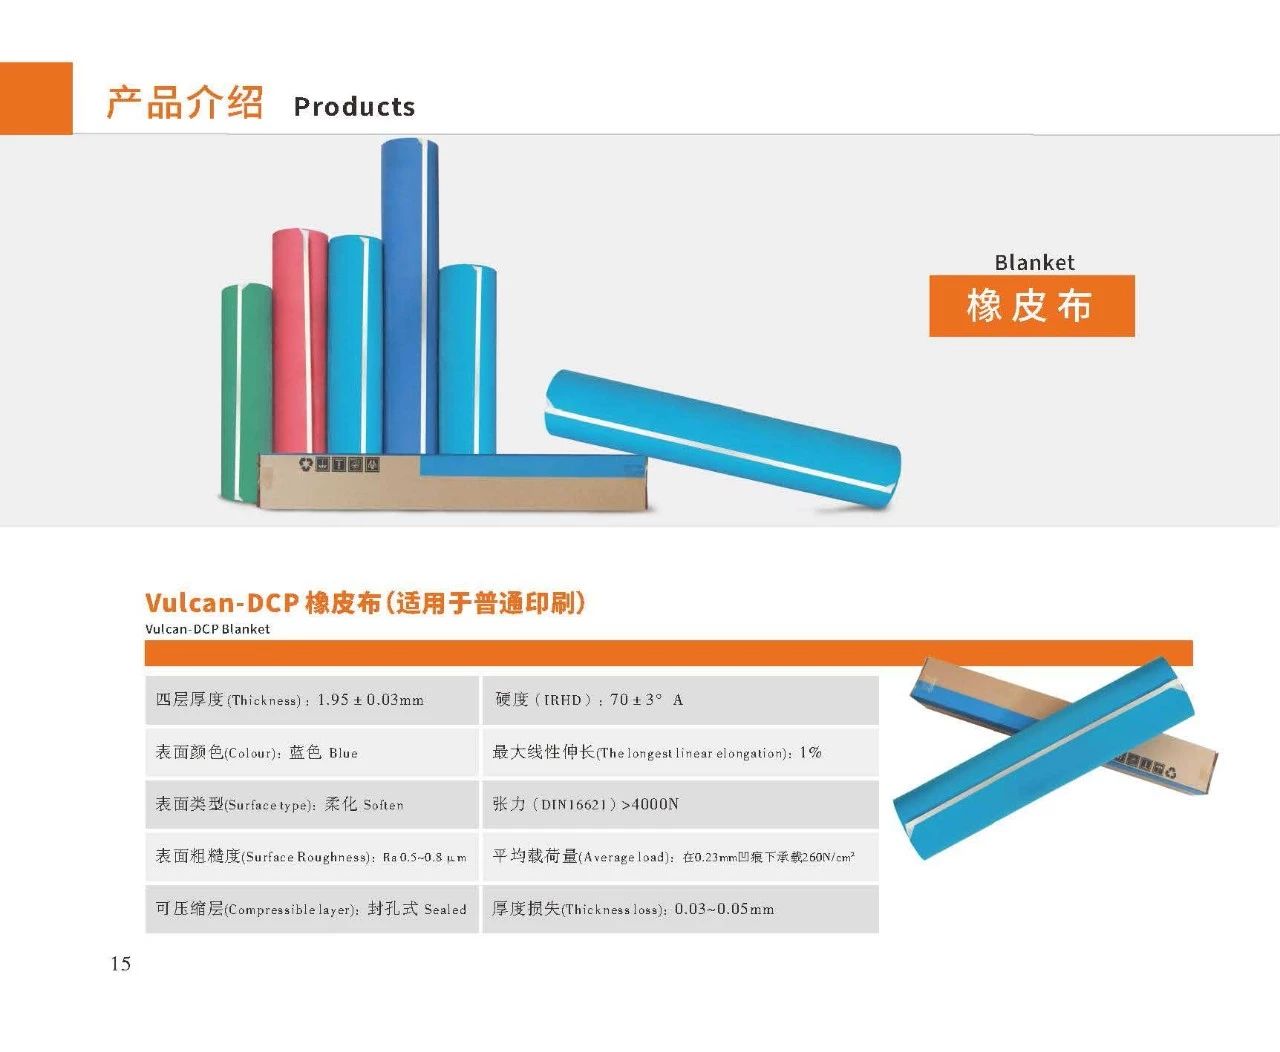 产品介绍 Products
Blanket
橡皮布
Vulcan-DCP 橡皮布（适用于普通印刷）
Vulcan-DCP Blanket
四层厚度(Thickness)：1.95±0.03mm
硬度（IRHD）：70±3° A
表面颜色(Colour)：蓝色 Blue
最大线性伸长(The longest linear elongation)：1%
表面类型(Surface type)：柔化 Soften
张力（DIN16621）>4000N
表面粗糙度(Surface Roughness)：Ra 0.5~0.8 μm
平均载荷量(Average load)：在0.23mm凹痕下承载260N/cm²
可压缩层(Compressible layer)：封孔式 Sealed
厚度损失(Thickness loss)：0.03~0.05mm
15